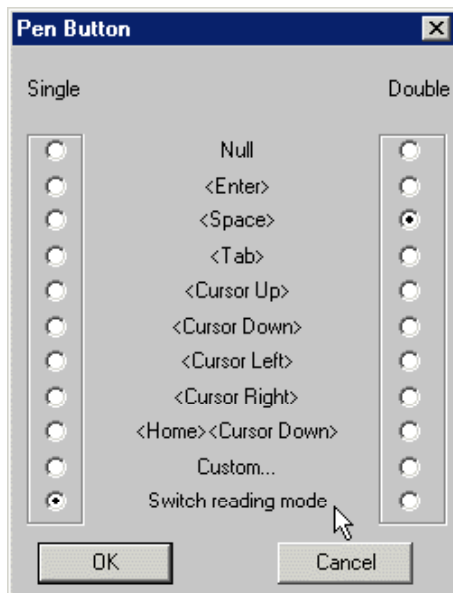 Pen Button
Single Double
Null
<Enter>
<Space>
<Tab>
<Cursor Up>
<Cursor Down>
<Cursor Left>
<Cursor Right>
<Home><Cursor Down>
Custom...
Switch reading mode
OK Cancel